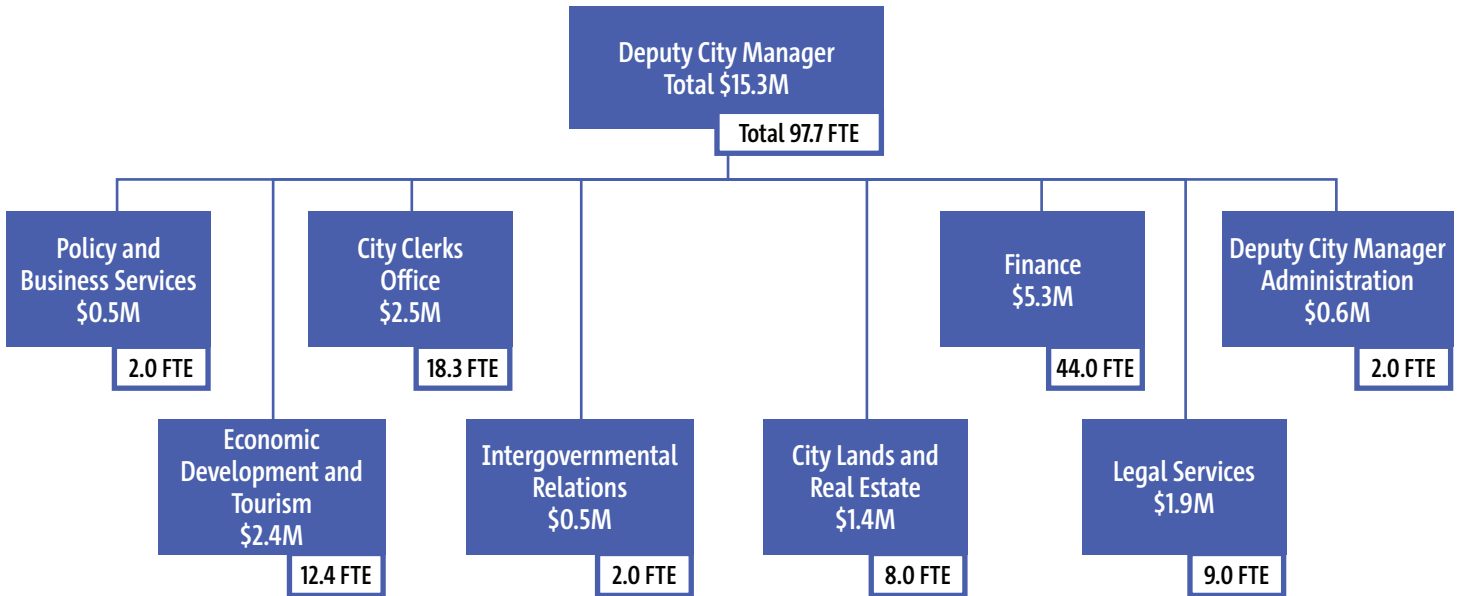 Deputy City Manager
Total $15.3M
Total 97.7 FTE
Policy and
Business Services
$0.5M
2.0 FTE
City Clerks
Office
$2.5M
18.3 FTE
Finance
$5.3M
44.0 FTE
Deputy City Manager
Administration
$0.6M
2.0 FTE
Economic
Development and
Tourism
$2.4M
12.4 FTE
Intergovernmental
Relations
$0.5M
2.0 FTE
City Lands and
Real Estate
$1.4M
8.0 FTE
Legal Services
$1.9M
9.0 FTE